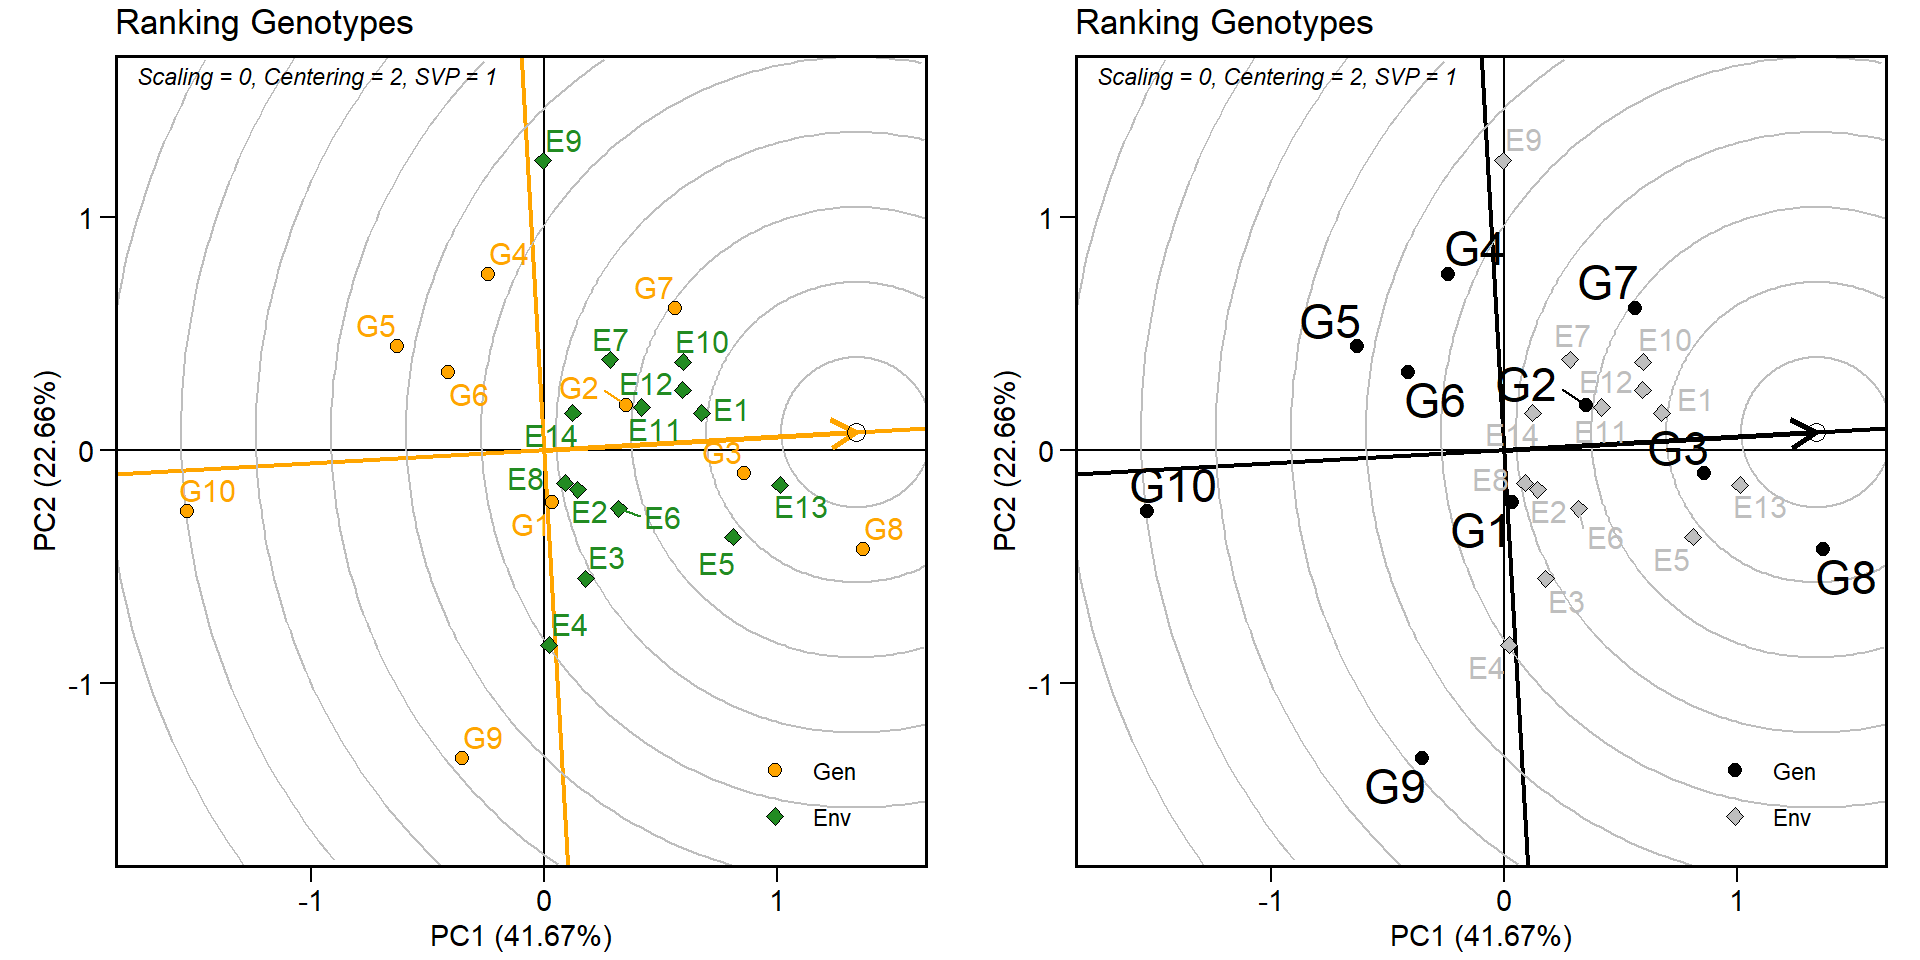 Ranking Genotypes
Scaling = 0, Centering = 2, SVP = 1
E9
G4
G7
G5
E7
E10
G2
E12
G6
E1
E11
E14
G3
G10
E8
E2
E6
E13
G1
G8
E3
E5
E4
G9
Gen
Env
1
0
-1
-1
0
1
PC1 (41.67%)
PC2 (22.66%)
Ranking Genotypes
Scaling = 0, Centering = 2, SVP = 1
E9
G4
G7
G5
E7
E10
G2
E12
G6
E1
E11
E14
G3
G10
E8
E2
E13
G1
E6
E5
G8
E3
E4
G9
Gen
Env
1
0
-1
-1
0
1
PC1 (41.67%)
PC2 (22.66%)